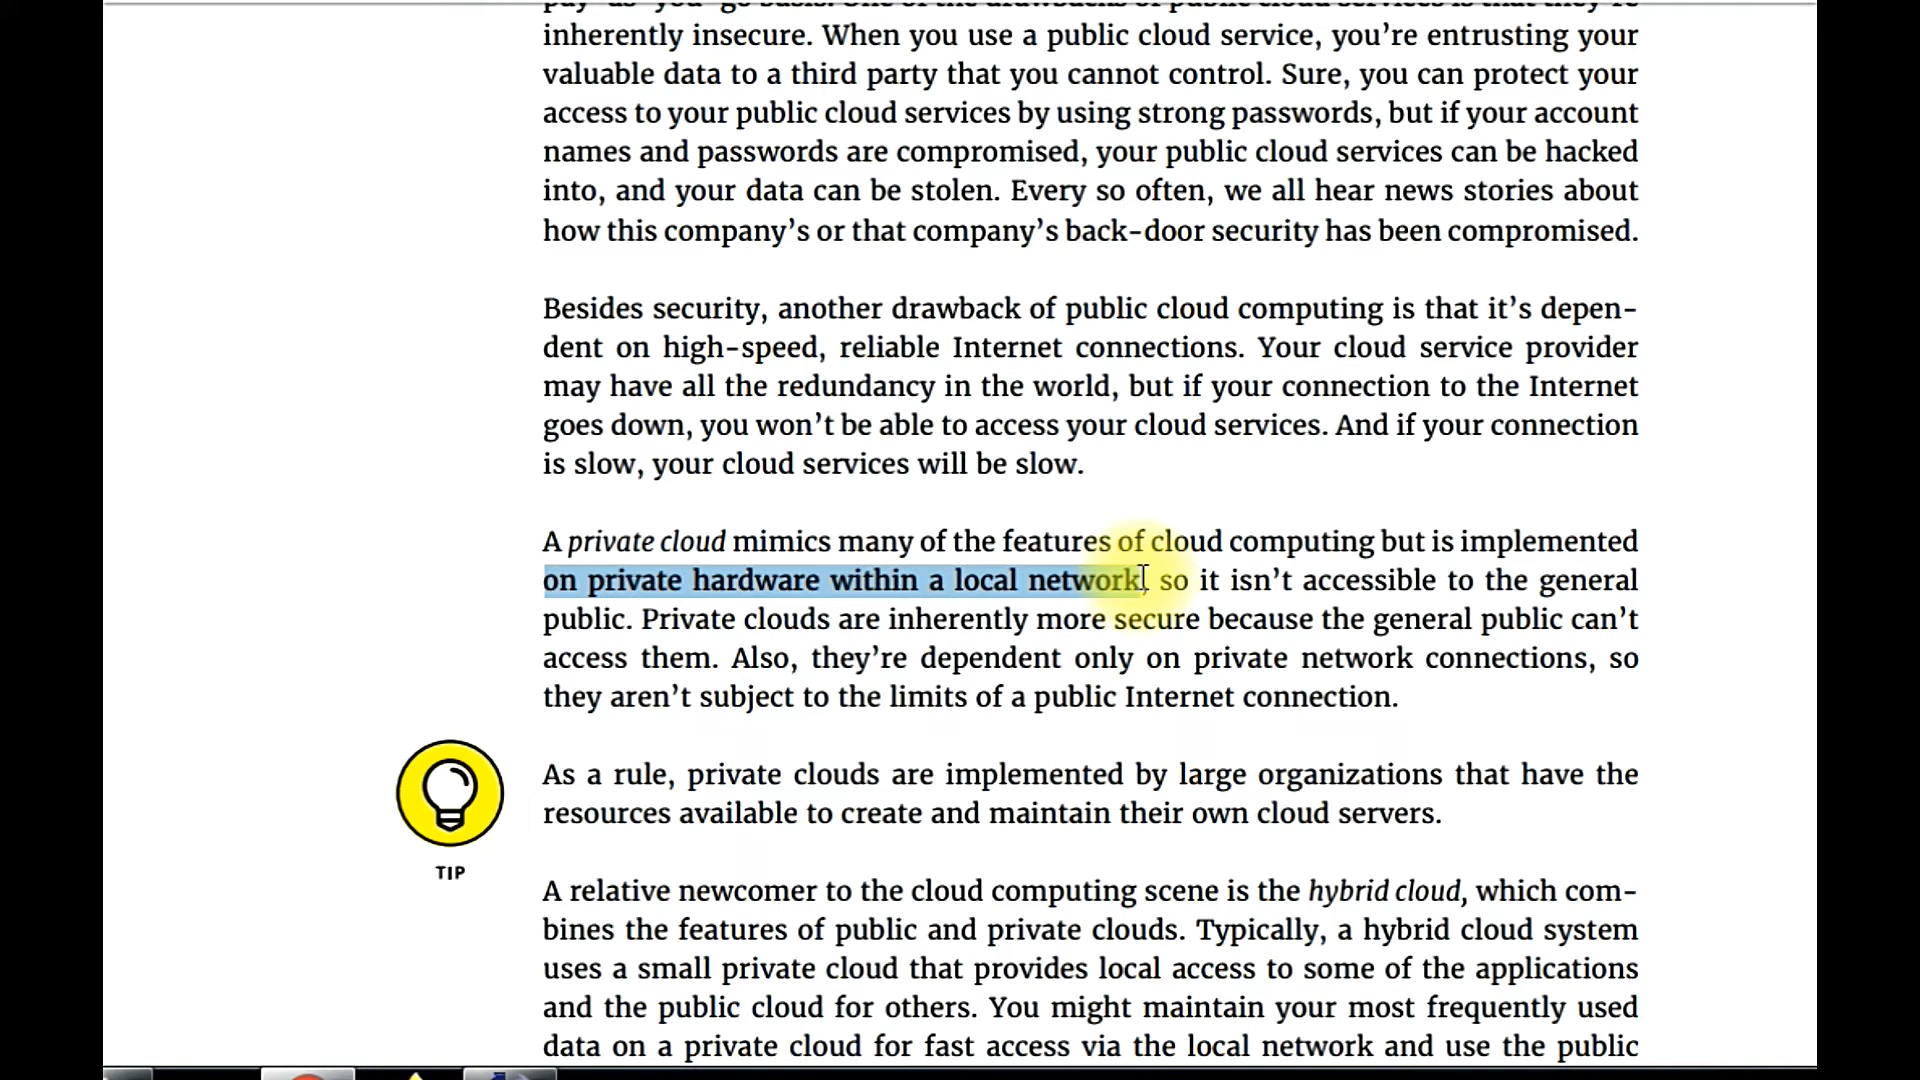 inherently insecure. When you use a public cloud service, you’re entrusting your
valuable data to a third party that you cannot control. Sure, you can protect your
access to your public cloud services by using strong passwords, but if your account
names and passwords are compromised, your public cloud services can be hacked
into, and your data can be stolen. Every so often, we all hear news stories about
how this company’s or that company’s back-door security has been compromised.
Besides security, another drawback of public cloud computing is that it’s depen-
dent on high-speed, reliable Internet connections. Your cloud service provider
may have all the redundancy in the world, but if your connection to the Internet
goes down, you won’t be able to access your cloud services. And if your connection
is slow, your cloud services will be slow.
A private cloud mimics many of the features of cloud computing but is implemented
on private hardware within a local network, so it isn’t accessible to the general
public. Private clouds are inherently more secure because the general public can’t
access them. Also, they’re dependent only on private network connections, so
they aren’t subject to the limits of a public Internet connection.
TIP
As a rule, private clouds are implemented by large organizations that have the
resources available to create and maintain their own cloud servers.
A relative newcomer to the cloud computing scene is the hybrid cloud, which com-
bines the features of public and private clouds. Typically, a hybrid cloud system
uses a small private cloud that provides local access to some of the applications
and the public cloud for others. You might maintain your most frequently used
data on a private cloud for fast access via the local network and use the public